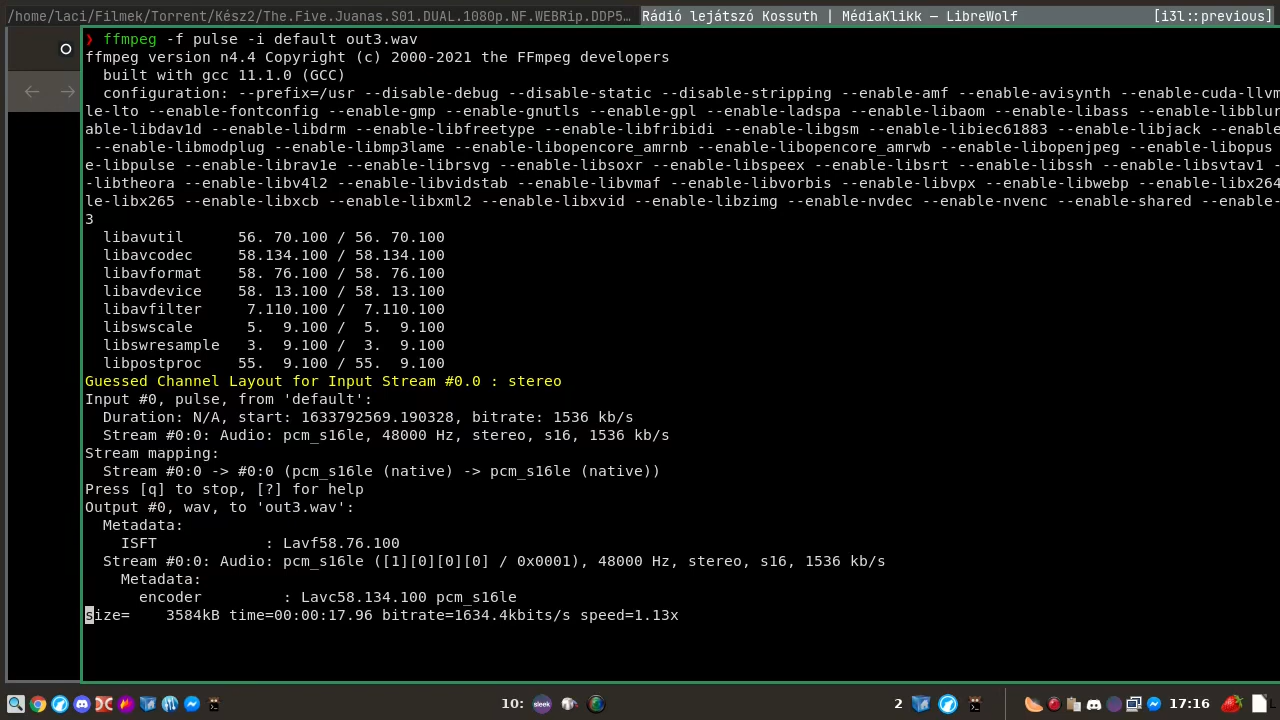 /home/laci/Filmek/Torrent/Kész2/The.Five.Juanas.S01.DUAL.1080p.NF.WEBRip.DDP5…
Rádió lejátszó Kossuth | MédiaKlikk — LibreWolf
[i3l::previous]
❯ ffmpeg -f pulse -i default out3.wav
ffmpeg version n4.4 Copyright (c) 2000-2021 the FFmpeg developers
  built with gcc 11.1.0 (GCC)
  configuration: --prefix=/usr --disable-debug --disable-static --disable-stripping --enable-amf --enable-avisynth --enable-cuda-llvm
le-lto --enable-fontconfig --enable-gmp --enable-gnutls --enable-gpl --enable-ladspa --enable-libaom --enable-libass --enable-libblur
able-libdav1d --enable-libdrm --enable-libfreetype --enable-libfribidi --enable-libgsm --enable-libiec61883 --enable-libjack --enable
 --enable-libmodplug --enable-libmp3lame --enable-libopencore_amrnb --enable-libopencore_amrwb --enable-libopenjpeg --enable-libopus
e-libpulse --enable-librav1e --enable-librsvg --enable-libsoxr --enable-libspeex --enable-libsrt --enable-libssh --enable-libsvtav1
-libtheora --enable-libv4l2 --enable-libvidstab --enable-libvmaf --enable-libvorbis --enable-libvpx --enable-libwebp --enable-libx264
le-libx265 --enable-libxcb --enable-libxml2 --enable-libxvid --enable-libzimg --enable-nvdec --enable-nvenc --enable-shared --enable-
3
  libavutil      56. 70.100 / 56. 70.100
  libavcodec     58.134.100 / 58.134.100
  libavformat    58. 76.100 / 58. 76.100
  libavdevice    58. 13.100 / 58. 13.100
  libavfilter     7.110.100 /  7.110.100
  libswscale      5.  9.100 /  5.  9.100
  libswresample   3.  9.100 /  3.  9.100
  libpostproc    55.  9.100 / 55.  9.100
Guessed Channel Layout for Input Stream #0.0 : stereo
Input #0, pulse, from 'default':
  Duration: N/A, start: 1633792569.190328, bitrate: 1536 kb/s
  Stream #0:0: Audio: pcm_s16le, 48000 Hz, stereo, s16, 1536 kb/s
Stream mapping:
  Stream #0:0 -> #0:0 (pcm_s16le (native) -> pcm_s16le (native))
Press [q] to stop, [?] for help
Output #0, wav, to 'out3.wav':
  Metadata:
    ISFT            : Lavf58.76.100
  Stream #0:0: Audio: pcm_s16le ([1][0][0][0] / 0x0001), 48000 Hz, stereo, s16, 1536 kb/s
    Metadata:
      encoder         : Lavc58.134.100 pcm_s16le
size=    3584kB time=00:00:17.96 bitrate=1634.4kbits/s speed=1.13x
10:
sleek
2
17:16